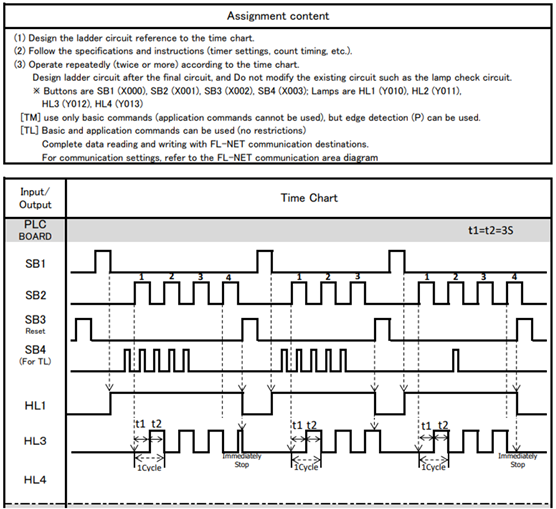 Assignment content
(1) Design the ladder circuit reference to the time chart.
(2) Follow the specifications and instructions (timer settings, count timing, etc.).
(3) Operate repeatedly (twice or more) according to the time chart.
Design ladder circuit after the final circuit, and Do not modify the existing circuit such as the lamp check circuit.
※ Buttons are SB1 (X000), SB2 (X001), SB3 (X002), SB4 (X003); Lamps are HL1 (Y010), HL2 (Y011),
HL3 (Y012), HL4 (Y013)
[TM] use only basic commands (application commands cannot be used), but edge detection (P) can be used.
[TL] Basic and application commands can be used (no restrictions)
Complete data reading and writing with FL-NET communication destinations.
For communication settings, refer to the FL-NET communication area diagram
Input/
Output
Time Chart
PLC
BOARD
t1=t2=3S
SB1
SB2
1 2 3 4 1 2 3 1 2 3 4
SB3
Reset
SB4
(For TL)
HL1
HL3
t1 t2 t1 t2 t1 t2
1Cycle
Immediately
Stop
1Cycle
1Cycle
Immediately
Stop
HL4